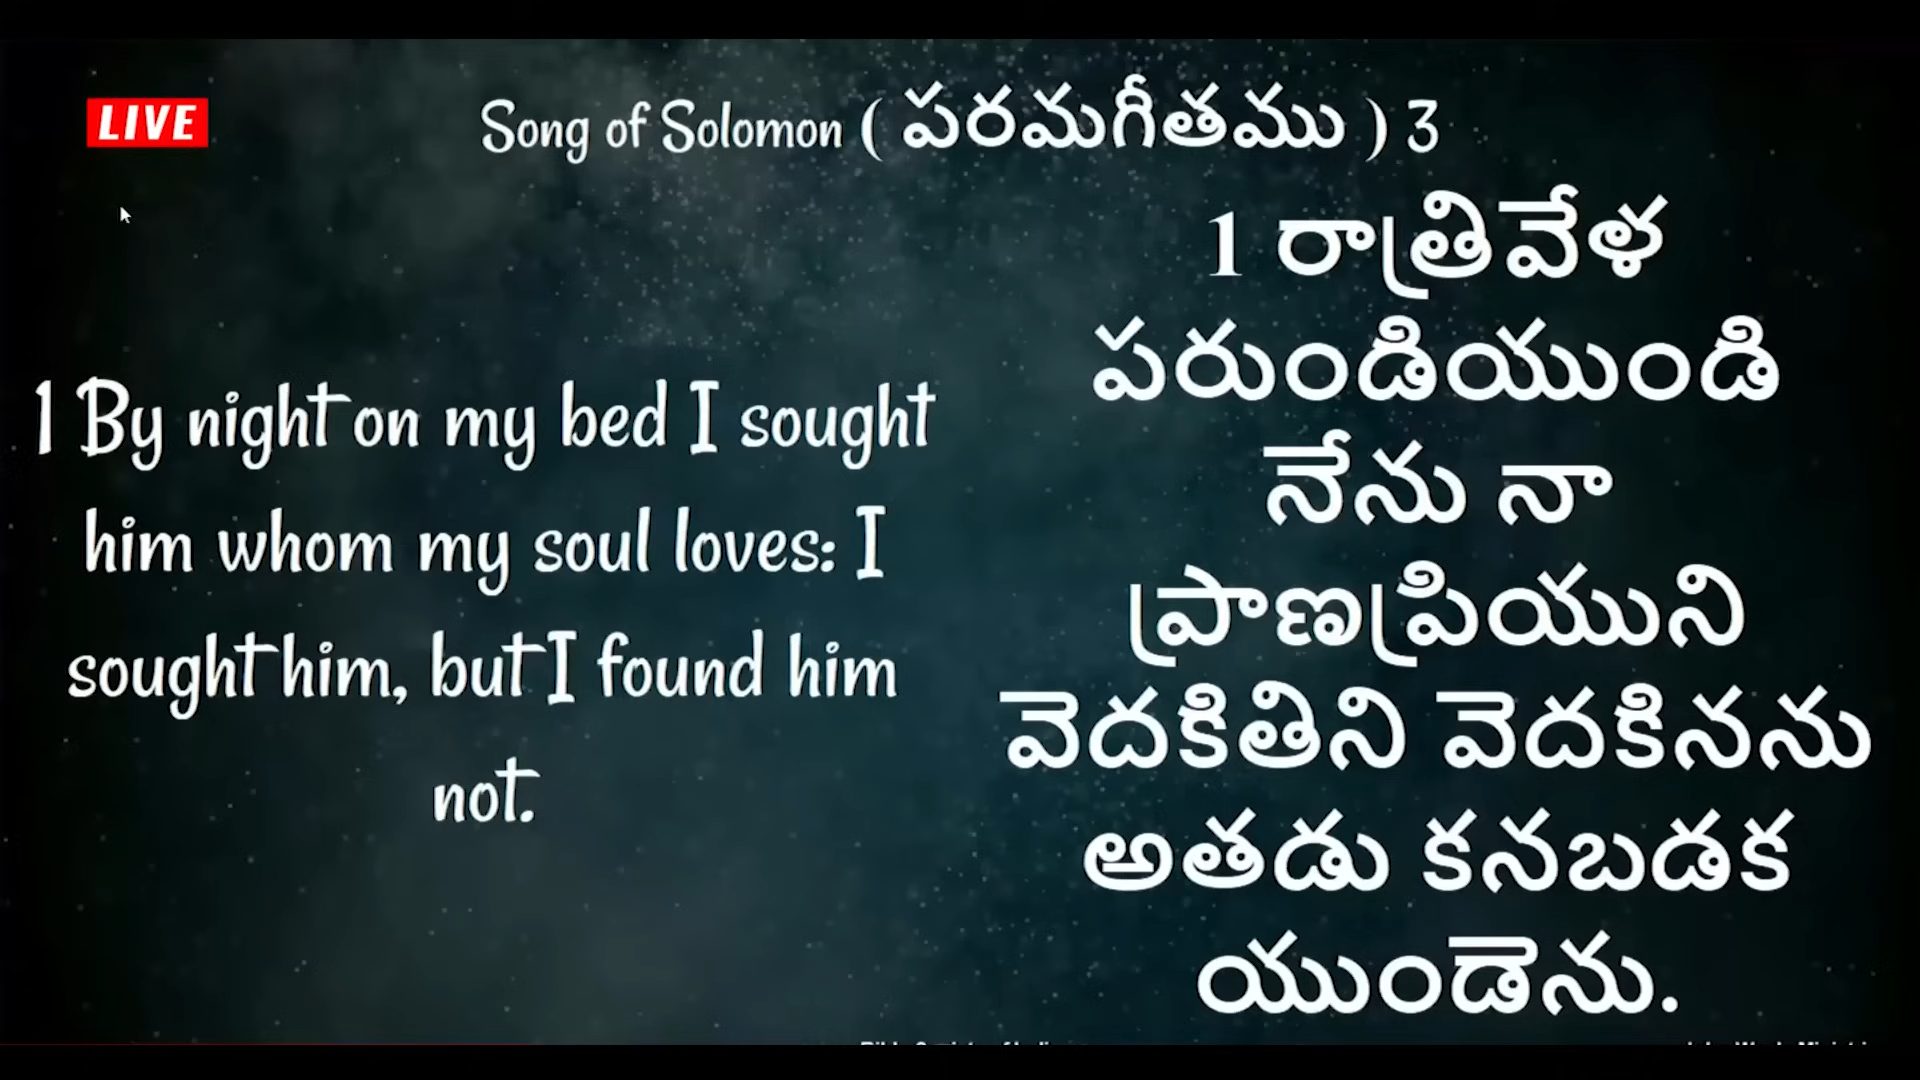 LIVE
Song of Solomon ( పరమగీతము ) 3
1 By night on my bed I sought
him whom my soul loves: I
sought him, but I found him
not.
1 రాత్రివేళ
పరుండియుండి
నేను నా
ప్రాణప్రియుని
వెదకితిని వెదకినను
అతడు కనబడక
యుండెను.